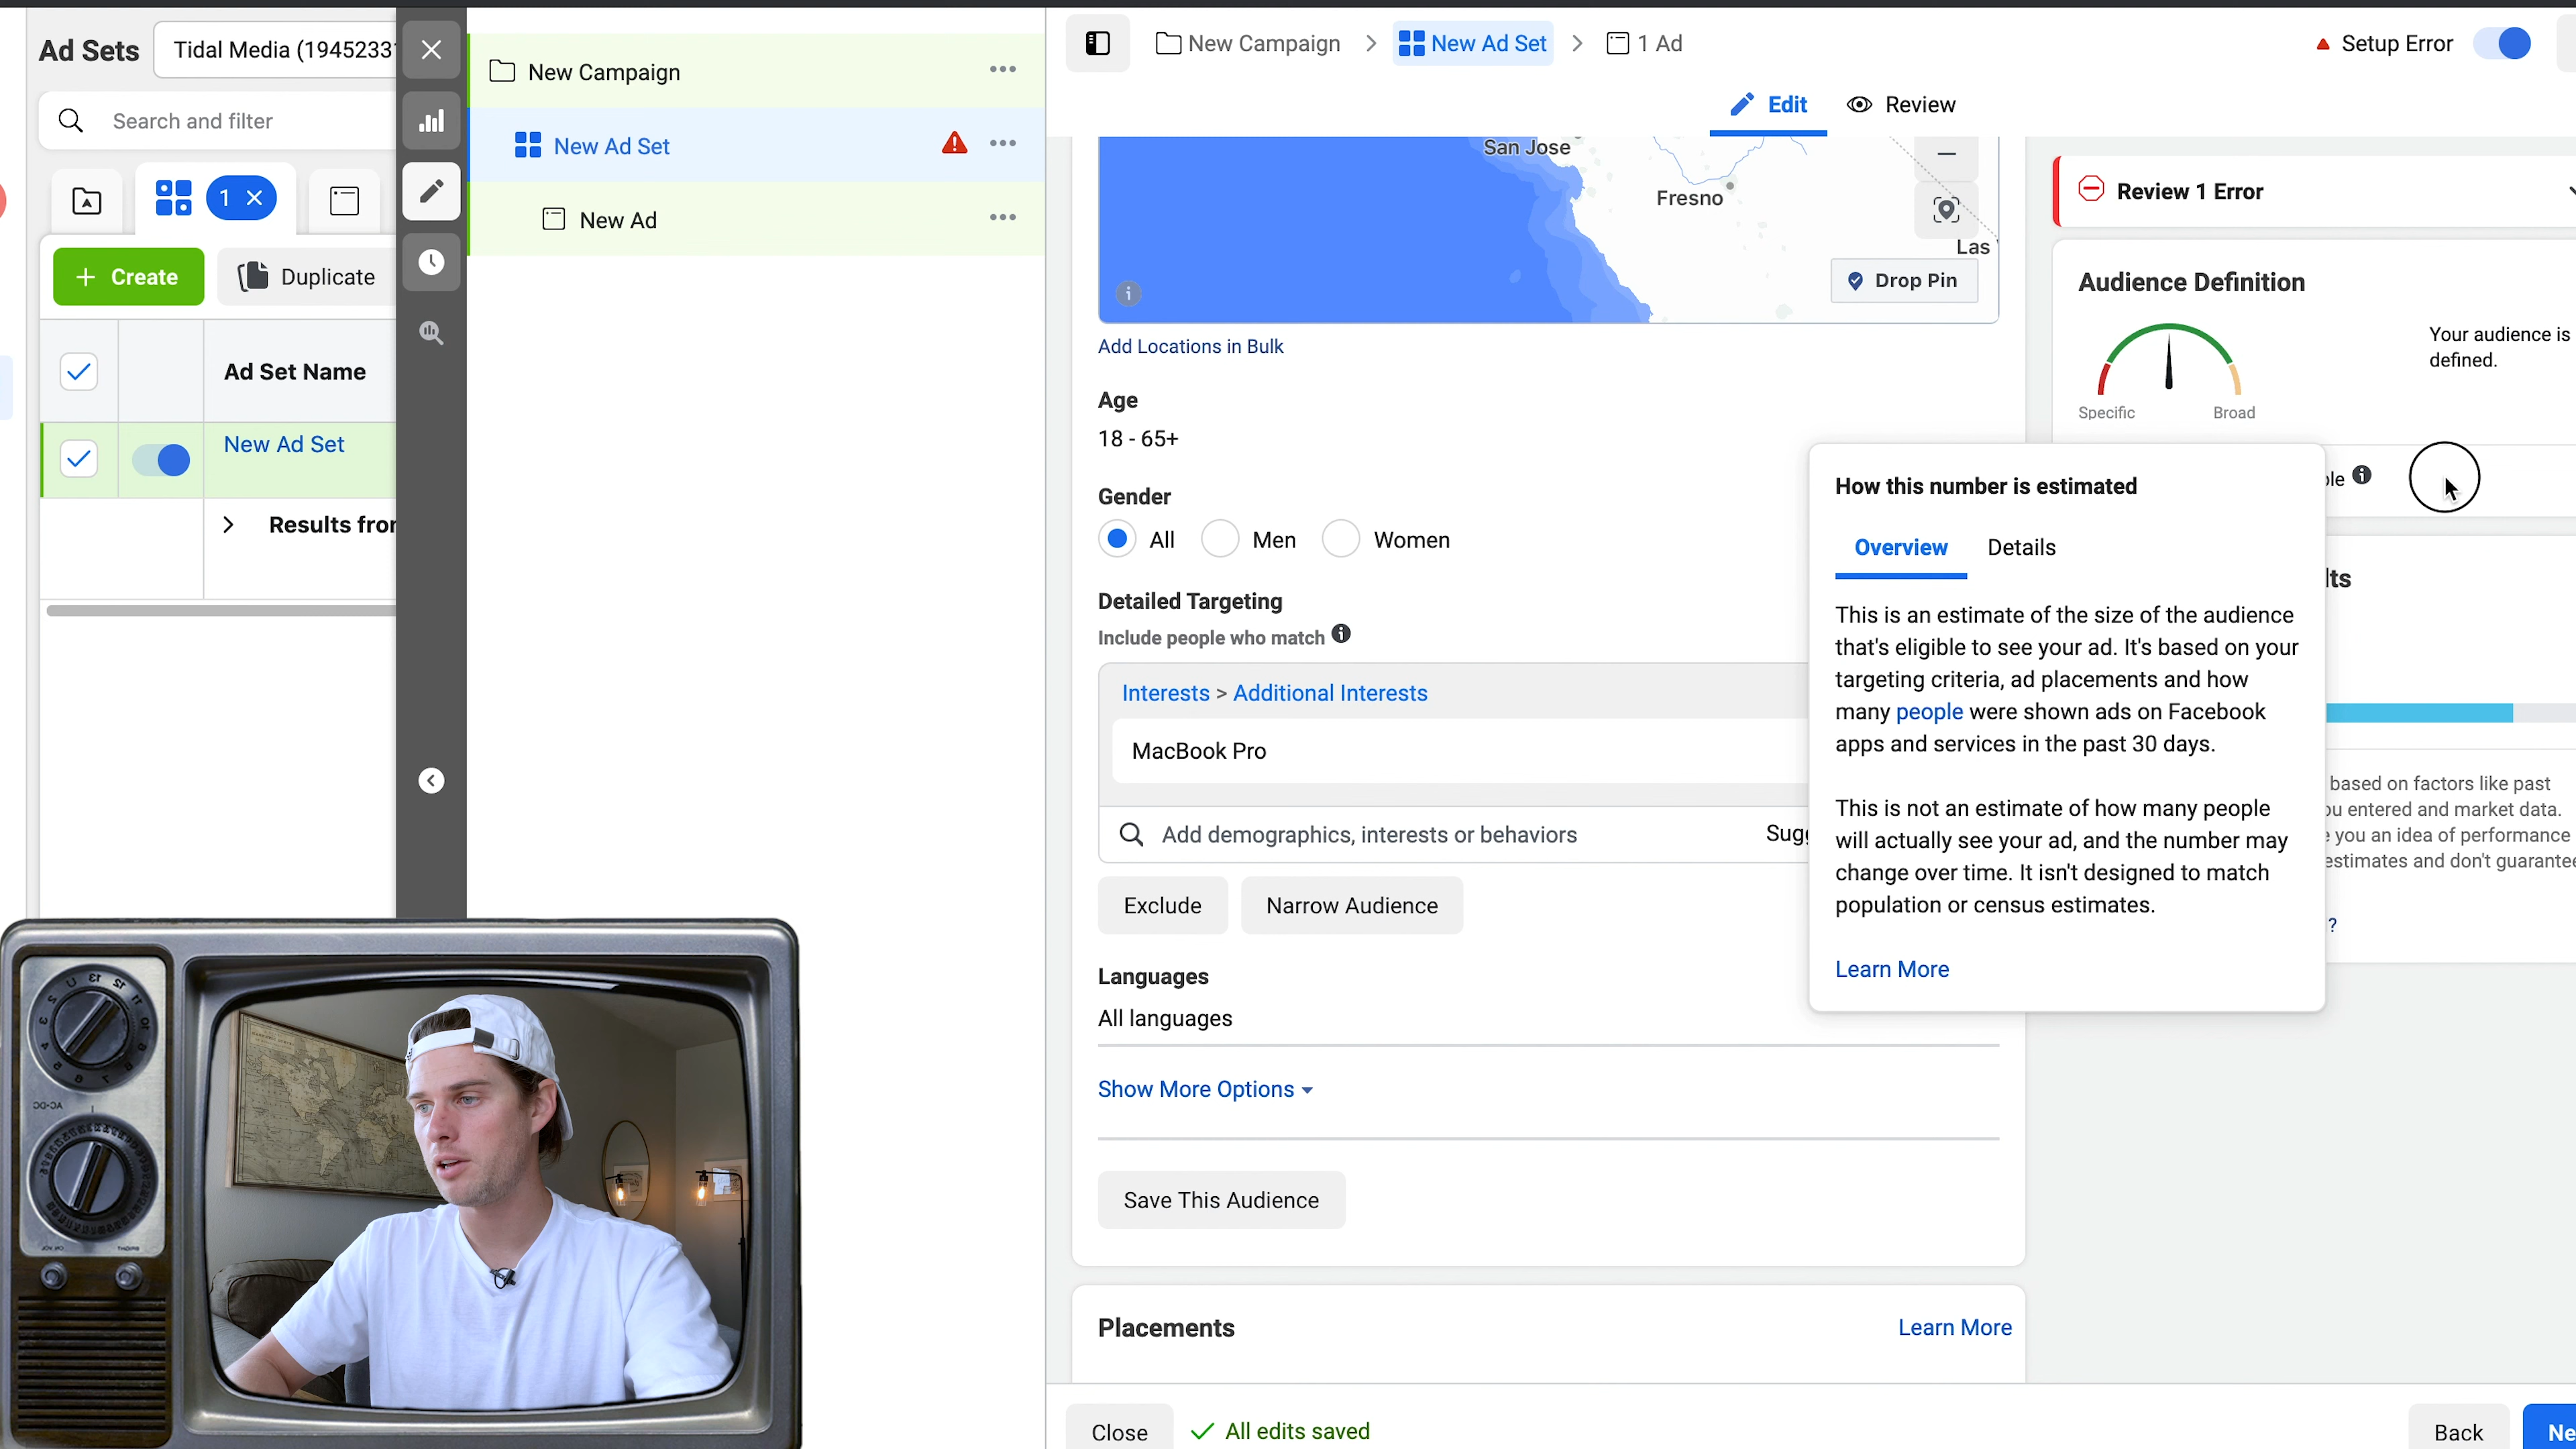 Ad Sets
Tidal Media (1945233
Search and filter
1
Create
Duplicate
Ad Set Name
New Ad Set
Results from
New Campaign
New Ad Set
New Ad
New Campaign
New Ad Set
1 Ad
Setup Error
Edit
Review
San Jose
Fresno
Las
Drop Pin
Add Locations in Bulk
Age
18 - 65+
Gender
All
Men
Women
Detailed Targeting
Include people who match
Interests > Additional Interests
MacBook Pro
Add demographics, interests or behaviors
Sugg
Exclude
Narrow Audience
Languages
All languages
Show More Options
Save This Audience
Placements
Learn More
Close
All edits saved
Back
Ne
Review 1 Error
Audience Definition
Specific
Broad
Your audience is
defined.
ple
How this number is estimated
Overview
Details
This is an estimate of the size of the audience
that's eligible to see your ad. It's based on your
targeting criteria, ad placements and how
many people were shown ads on Facebook
apps and services in the past 30 days.
This is not an estimate of how many people
will actually see your ad, and the number may
change over time. It isn't designed to match
population or census estimates.
Learn More
lts
based on factors like past
ou entered and market data.
e you an idea of performance
estimates and don't guarantee
?